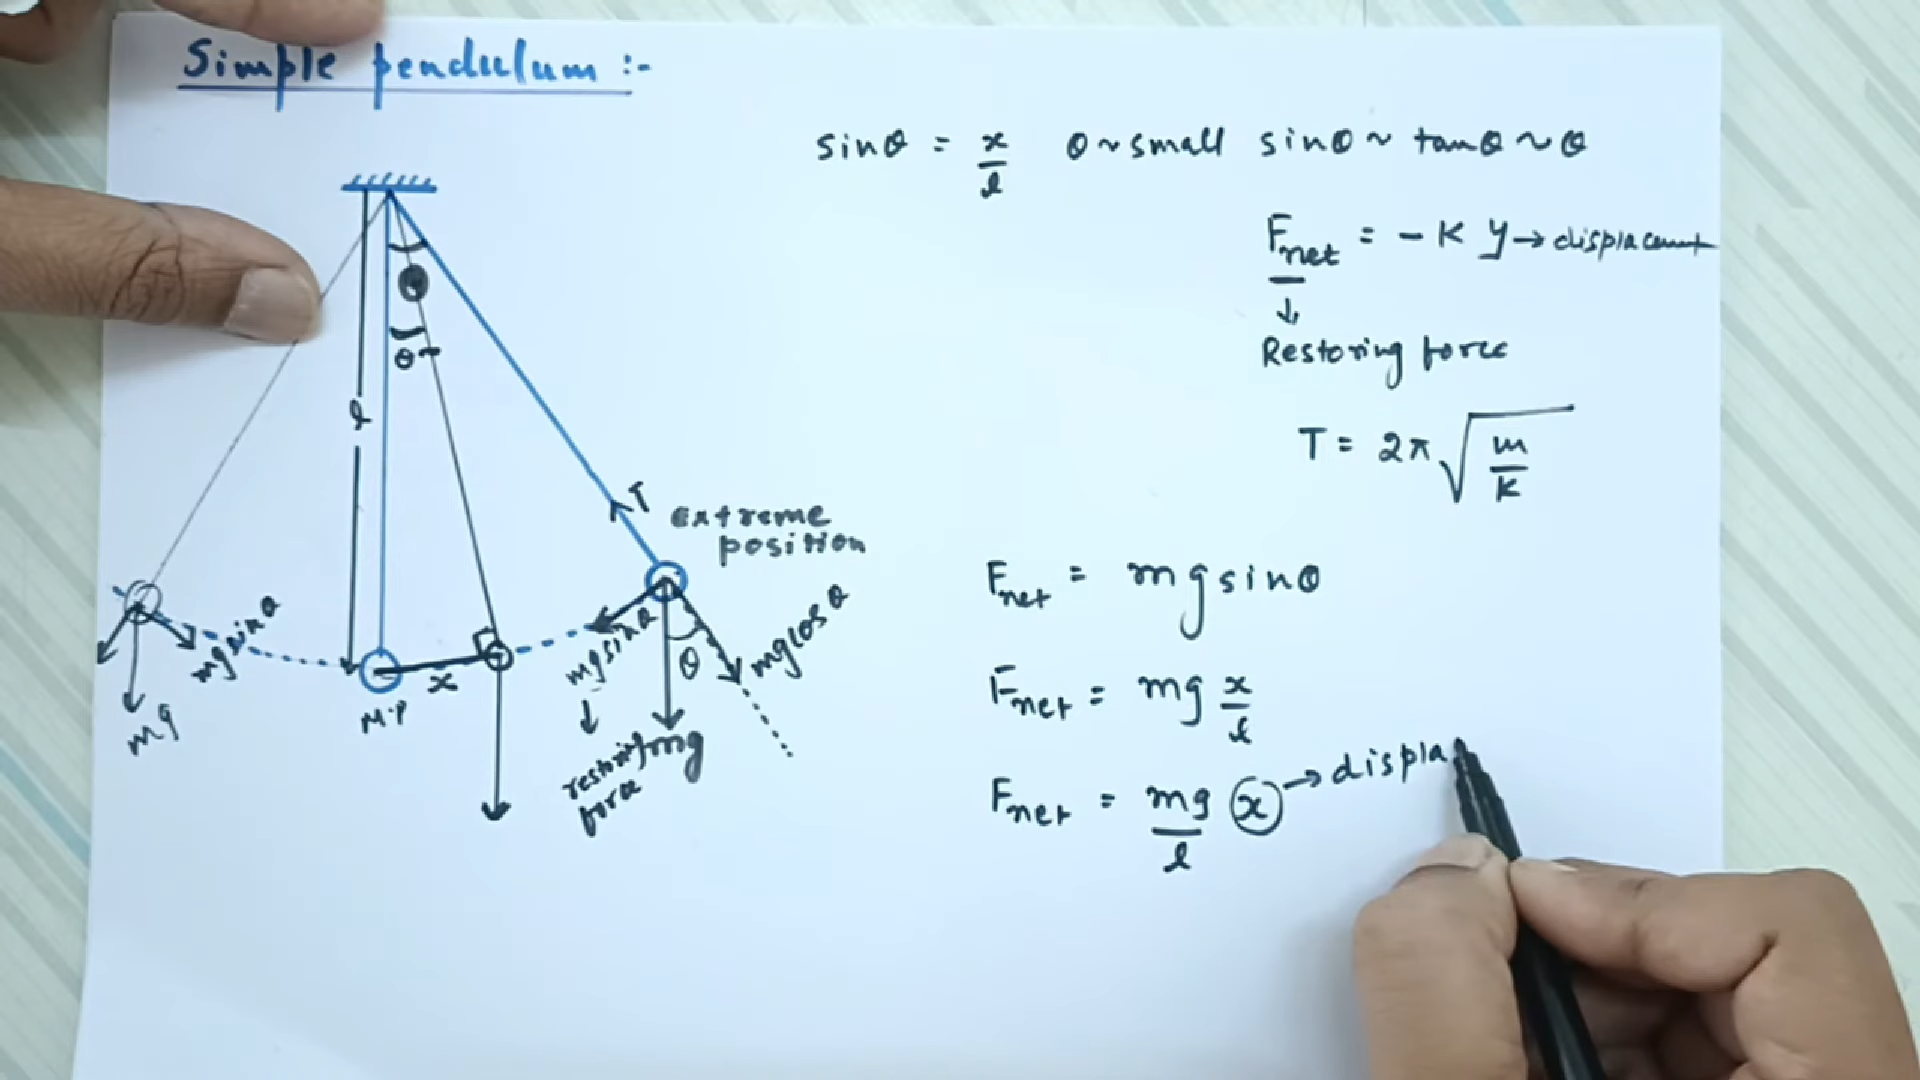 Simple pendulum :-
sinθ = x/l θ~small sinθ ~ tanθ ~ θ
Fnet = - K y → displacement
↓
Restoring force
T = 2π√(m/k)
θ
l
T
extreme position
mg sinθ
mg
M.P
x
mg sinθ
↓
restoring force
θ
mg
mg cosθ
Fnet = mg sinθ
Fnet = mg x/l
Fnet = mg/l x → displa